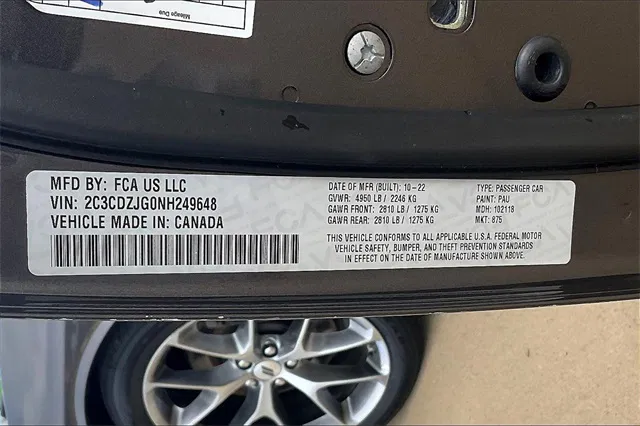 Mileage Due
MFD BY: FCA US LLC
VIN: 2C3CDZJG0NH249648
VEHICLE MADE IN: CANADA
DATE OF MFR (BUILT): 10-22
GVWR: 4950 LB / 2246 KG
GAWR FRONT: 2810 LB / 1275 KG
GAWR REAR: 2810 LB / 1275 KG
TYPE: PASSENGER CAR
PAINT: PAU
MDH: 102118
MKT: 875
THIS VEHICLE CONFORMS TO ALL APPLICABLE U.S.A. FEDERAL MOTOR
VEHICLE SAFETY, BUMPER, AND THEFT PREVENTION STANDARDS
IN EFFECT ON THE DATE OF MANUFACTURE SHOWN ABOVE.